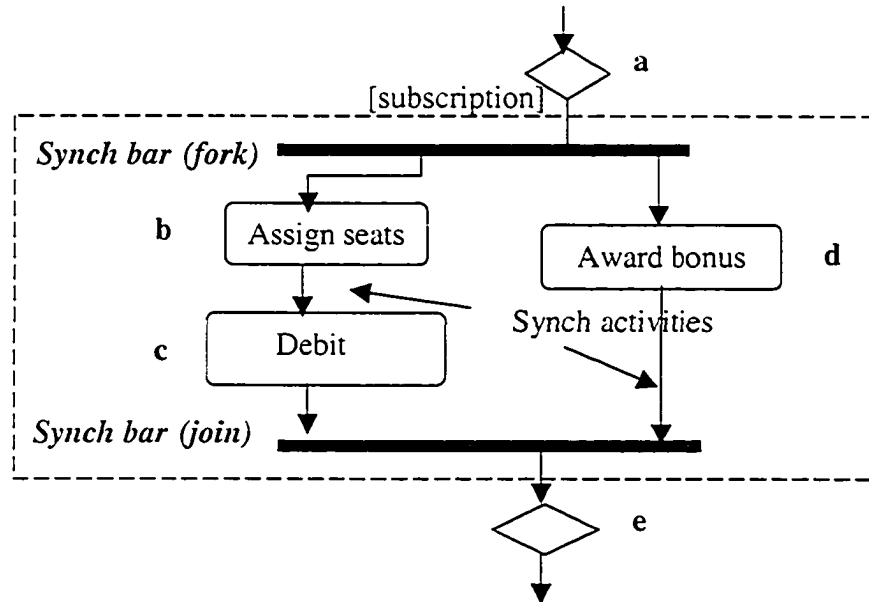 a
[subscription]
Synch bar (fork)
b
Assign seats
Award bonus
d
Synch activities
c
Debit
Synch bar (join)
e